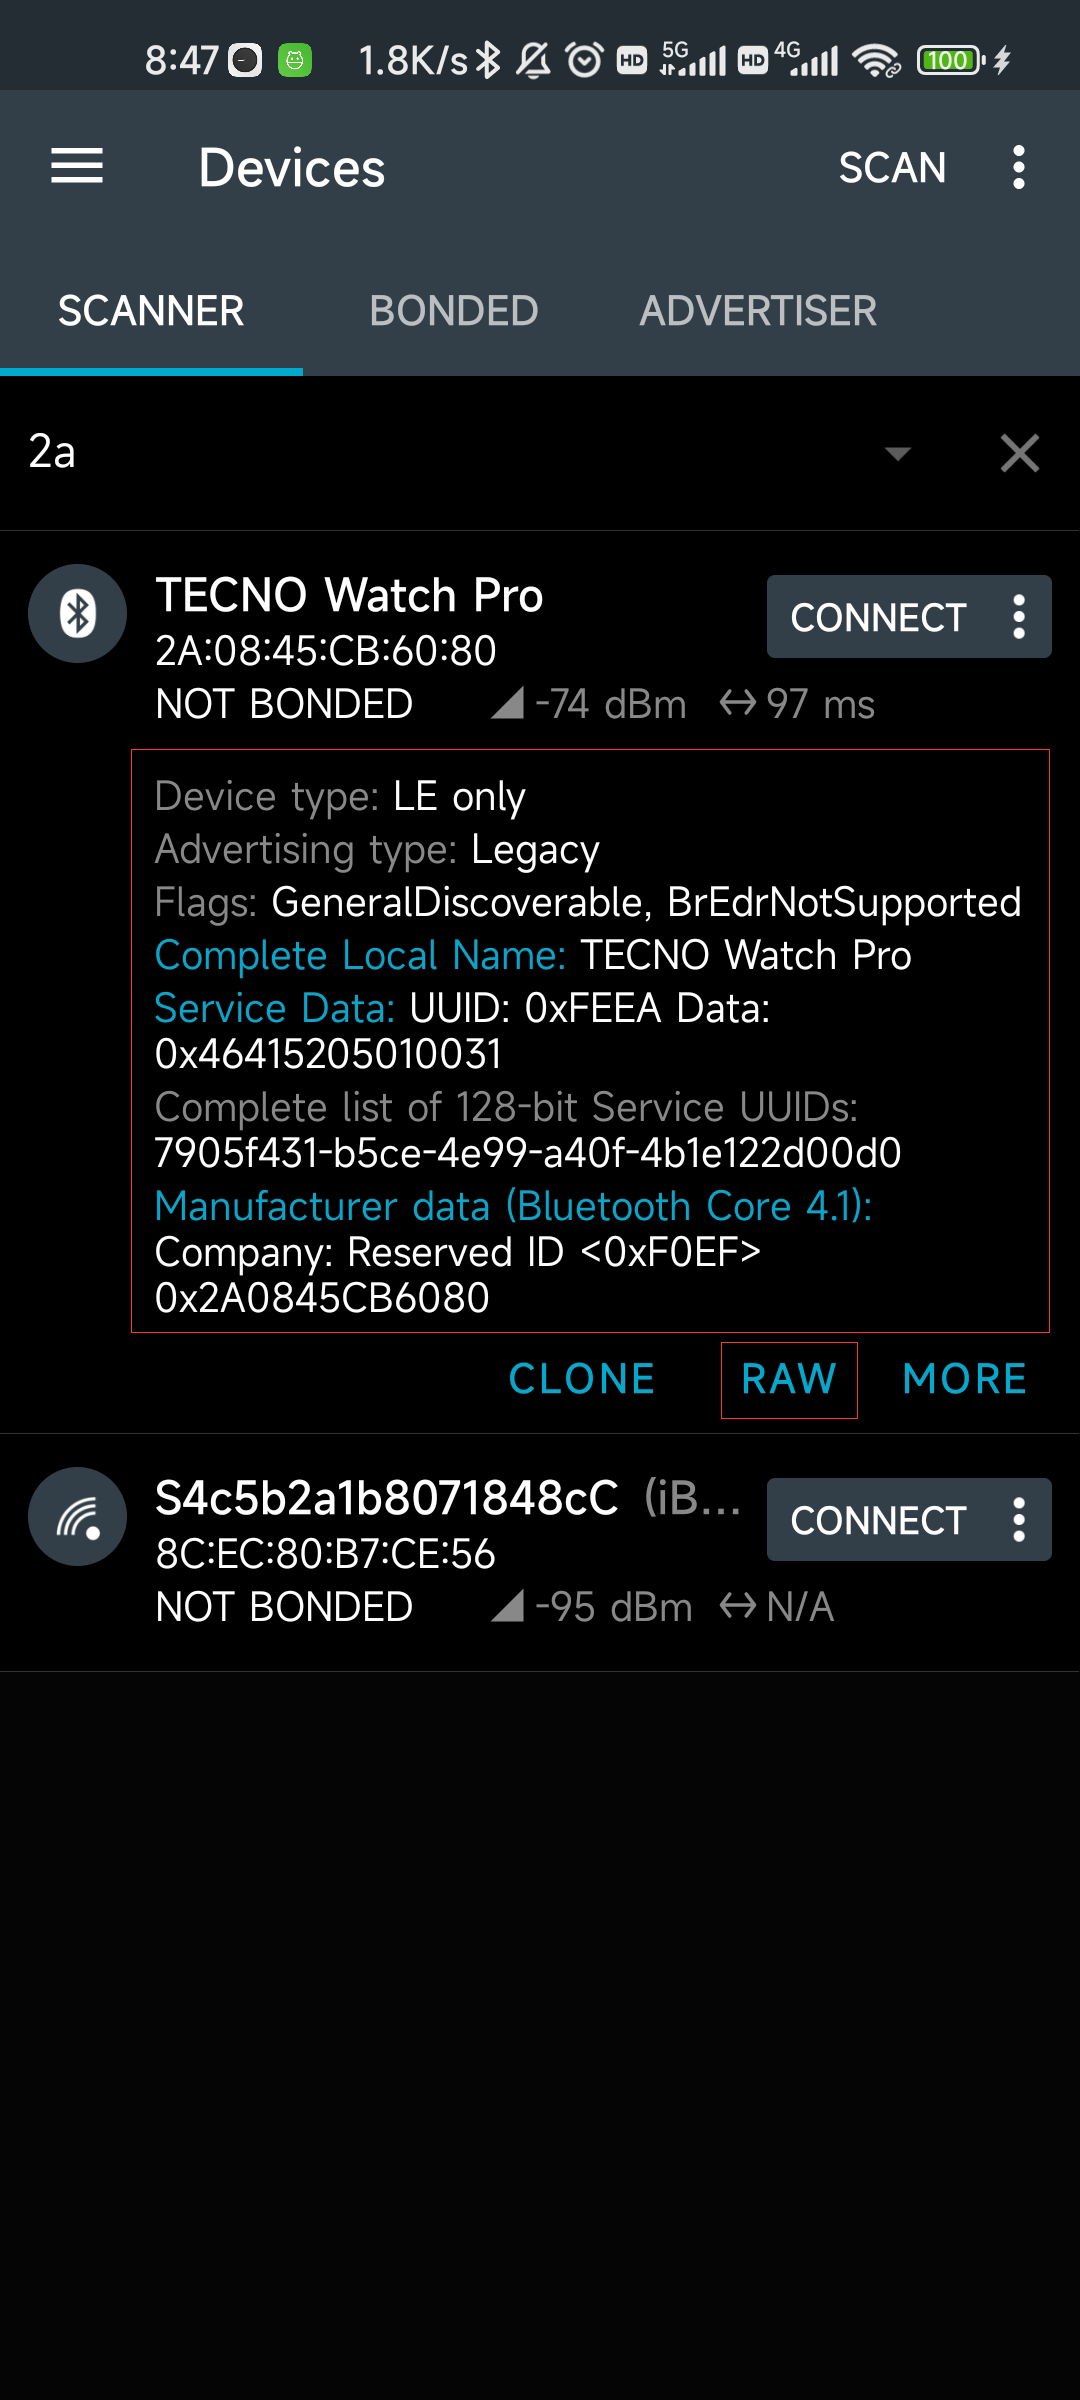 8:47 1.8K/s HD 5G HD 4G 100
Devices SCAN
SCANNER BONDED ADVERTISER
2a
TECNO Watch Pro
CONNECT
2A:08:45:CB:60:80
NOT BONDED -74 dBm 97 ms
Device type: LE only
Advertising type: Legacy
Flags: GeneralDiscoverable, BrEdrNotSupported
Complete Local Name: TECNO Watch Pro
Service Data: UUID: 0xFEEA Data:
0x46415205010031
Complete list of 128-bit Service UUIDs:
7905f431-b5ce-4e99-a40f-4b1e122d00d0
Manufacturer data (Bluetooth Core 4.1):
Company: Reserved ID <0xF0EF>
0x2A0845CB6080
CLONE RAW MORE
S4c5b2a1b8071848cC (iB...
CONNECT
8C:EC:80:B7:CE:56
NOT BONDED -95 dBm N/A